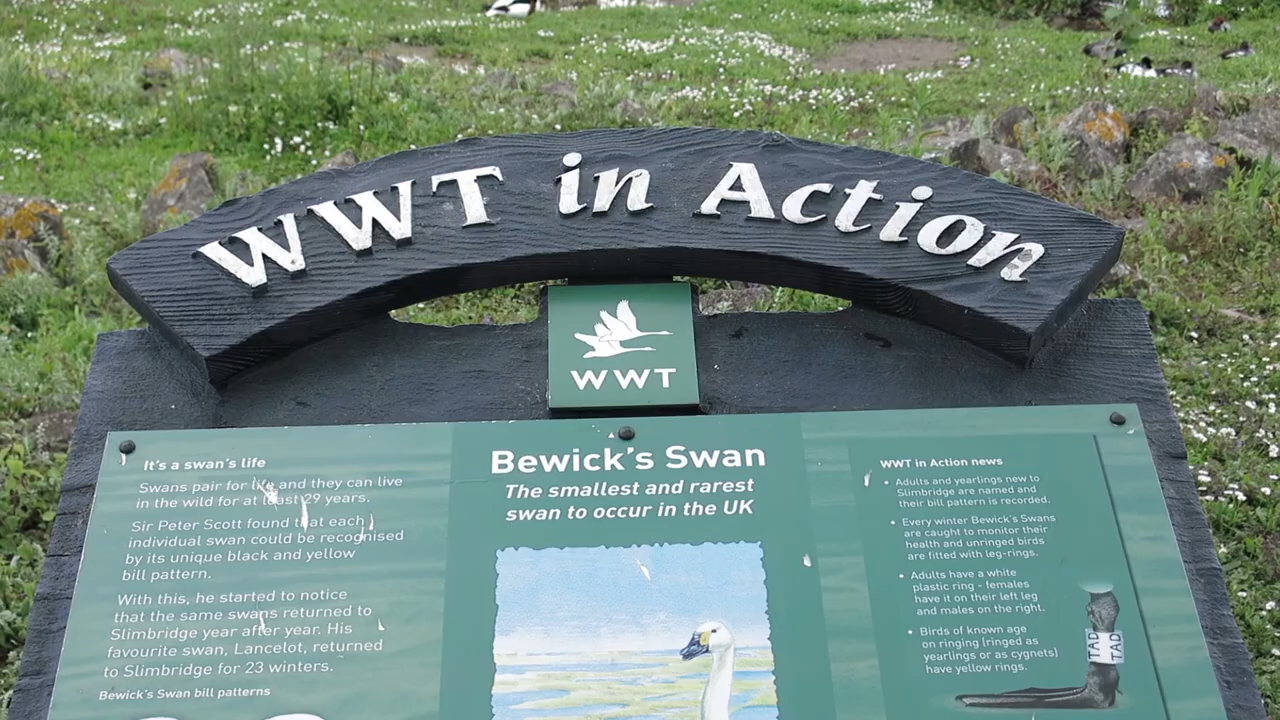 WWT in Action
WWT
It's a swan's life
Swans pair for life and they can live
in the wild for at least 29 years.
Sir Peter Scott found that each
individual swan could be recognised
by its unique black and yellow
bill pattern.
With this, he started to notice
that the same swans returned to
Slimbridge year after year. His
favourite swan, Lancelot, returned
to Slimbridge for 23 winters.
Bewick's Swan bill patterns
Bewick's Swan
The smallest and rarest
swan to occur in the UK
WWT in Action news
• Adults and yearlings new to
Slimbridge are named and
their bill pattern is recorded.
• Every winter Bewick's Swans
are caught to monitor their
health and unringed birds
are fitted with leg-rings.
• Adults have a white
plastic ring - females
have it on their left leg
and males on the right.
• Birds of known age
on ringing (ringed as
yearlings or as cygnets)
have yellow rings.
TAD
TAD